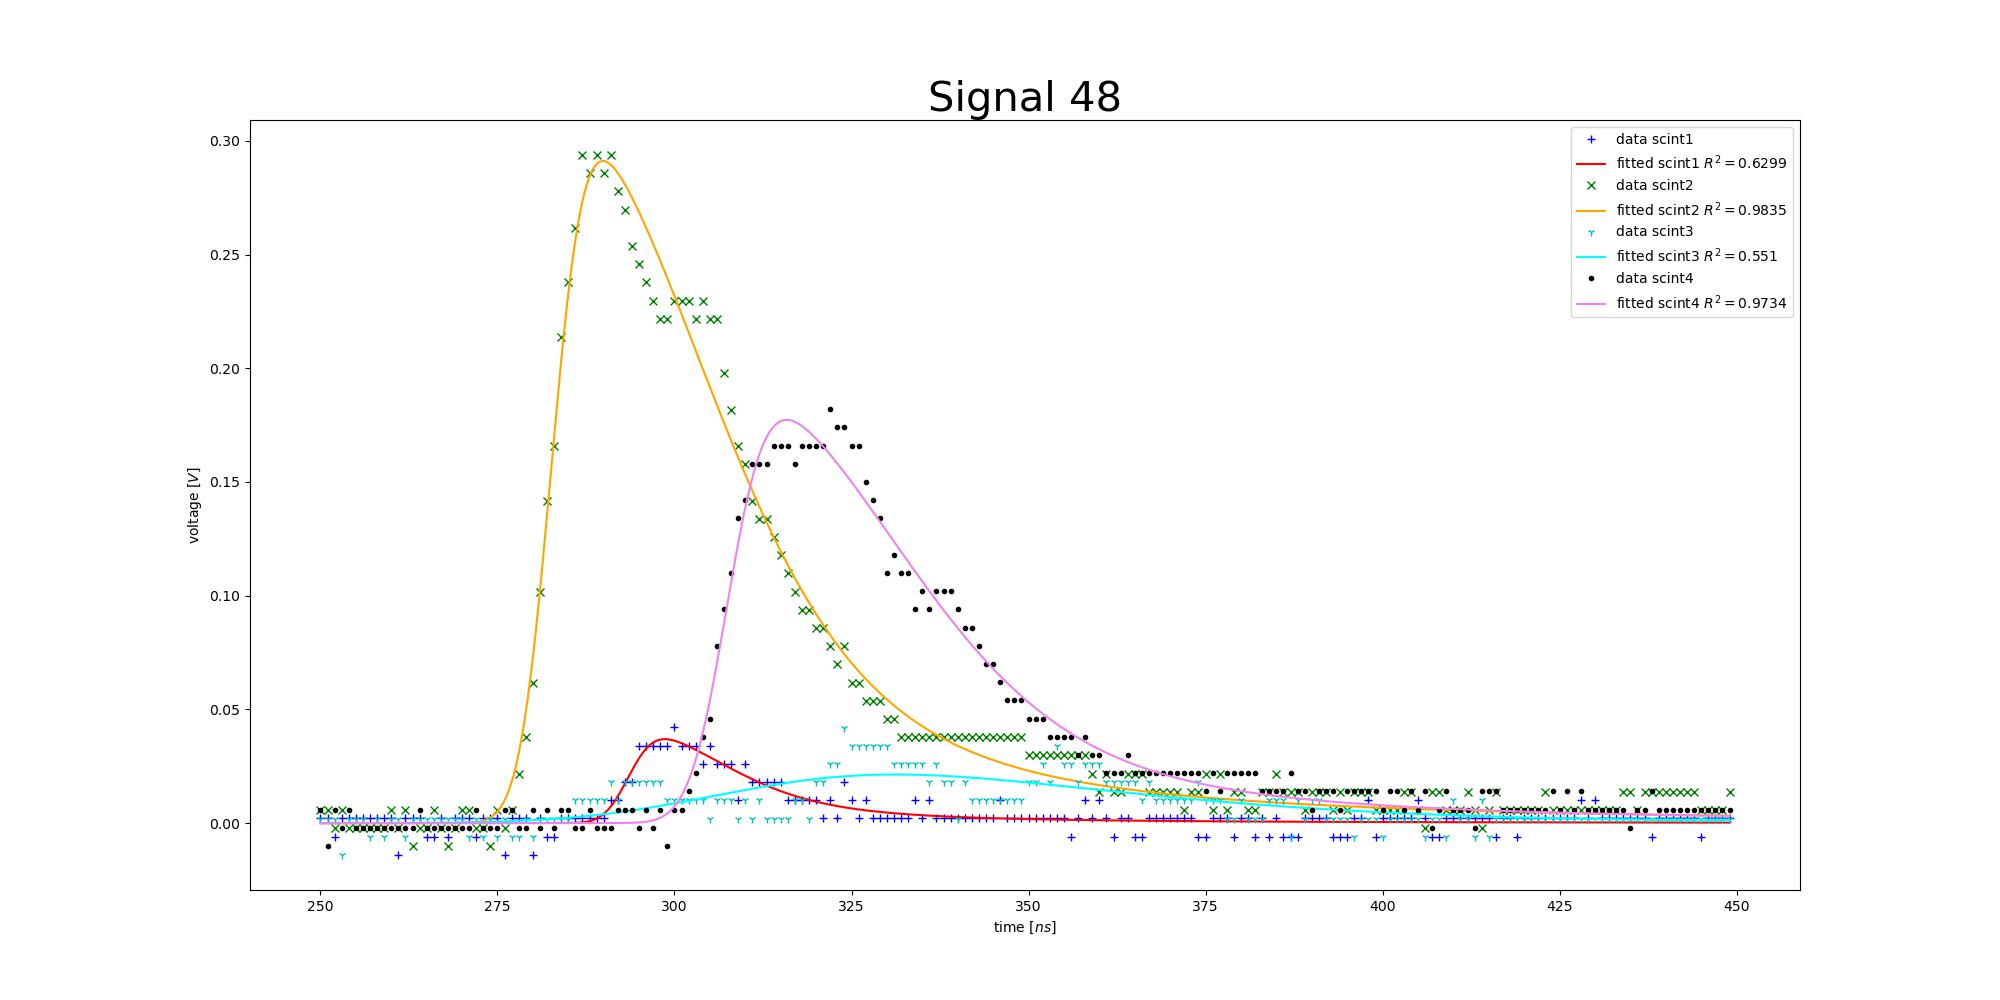 Signal 48
voltage [V]
0.30
0.25
0.20
0.15
0.10
0.05
0.00
data scint1
fitted scint1 R² = 0.6299
data scint2
fitted scint2 R² = 0.9835
data scint3
fitted scint3 R² = 0.551
data scint4
fitted scint4 R² = 0.9734
250 275 300 325 350 375 400 425 450
time [ns]